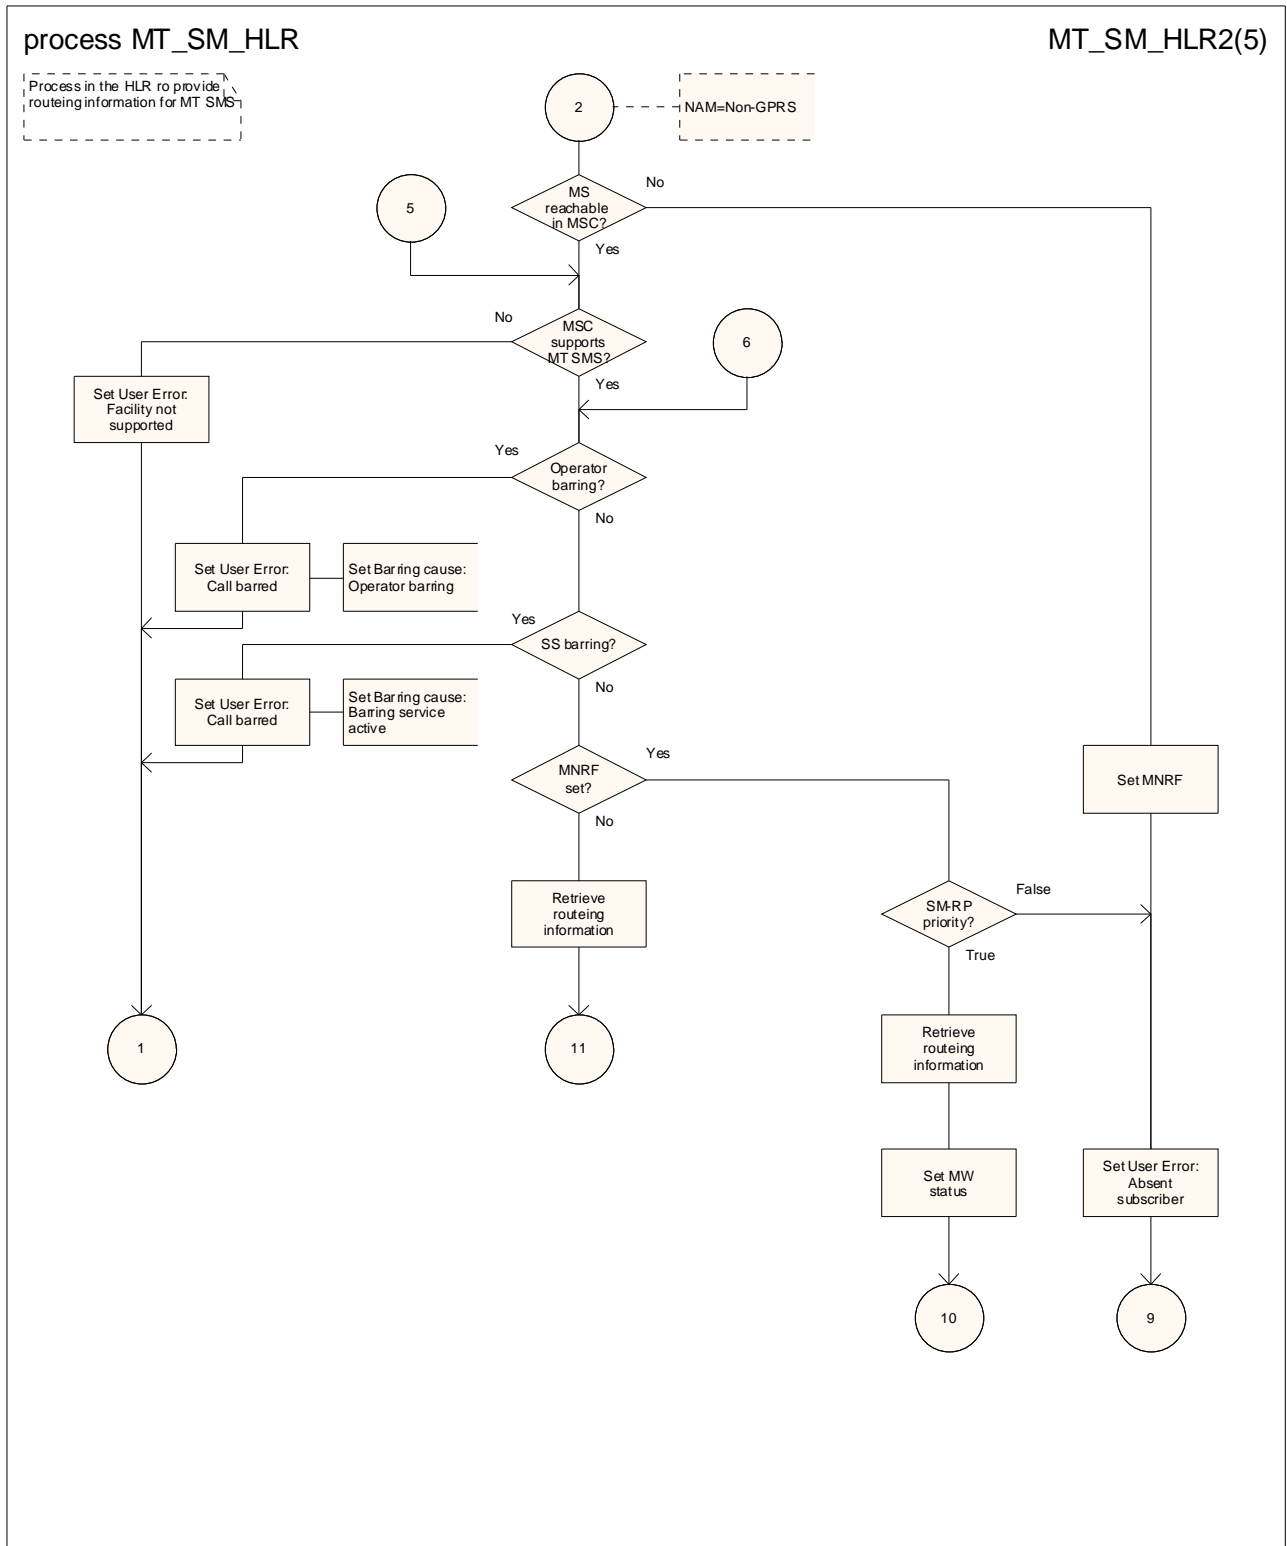 process MT_SM_HLR
MT_SM_HLR2(5)
Process in the HLR ro provide
routeing information for MT SMS
2
NAM=Non-GPRS
MS
reachable
in MSC?
No
Yes
5
No
MSC
supports
MT SMS?
6
Yes
Set User Error:
Facility not
supported
Yes
Operator
barring?
No
Set User Error:
Call barred
Set Barring cause:
Operator barring
Yes
SS barring?
No
Set User Error:
Call barred
Set Barring cause:
Barring service
active
MNRF
set?
Yes
No
Set MNRF
Retrieve
routeing
information
SM-RP
priority?
False
True
1
11
Retrieve
routeing
information
Set MW
status
Set User Error:
Absent
subscriber
10
9